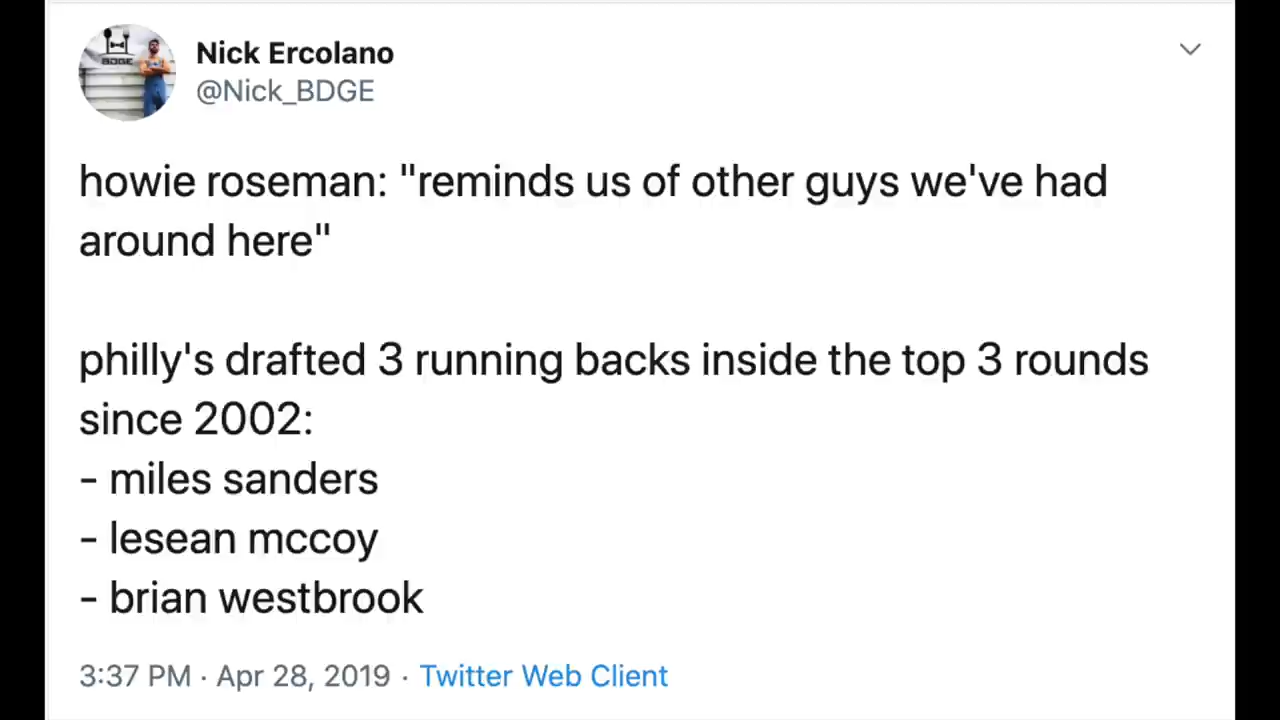 BDGE
Nick Ercolano
@Nick_BDGE
howie roseman: "reminds us of other guys we've had
around here"
philly's drafted 3 running backs inside the top 3 rounds
since 2002:
- miles sanders
- lesean mccoy
- brian westbrook
3:37 PM · Apr 28, 2019 · Twitter Web Client